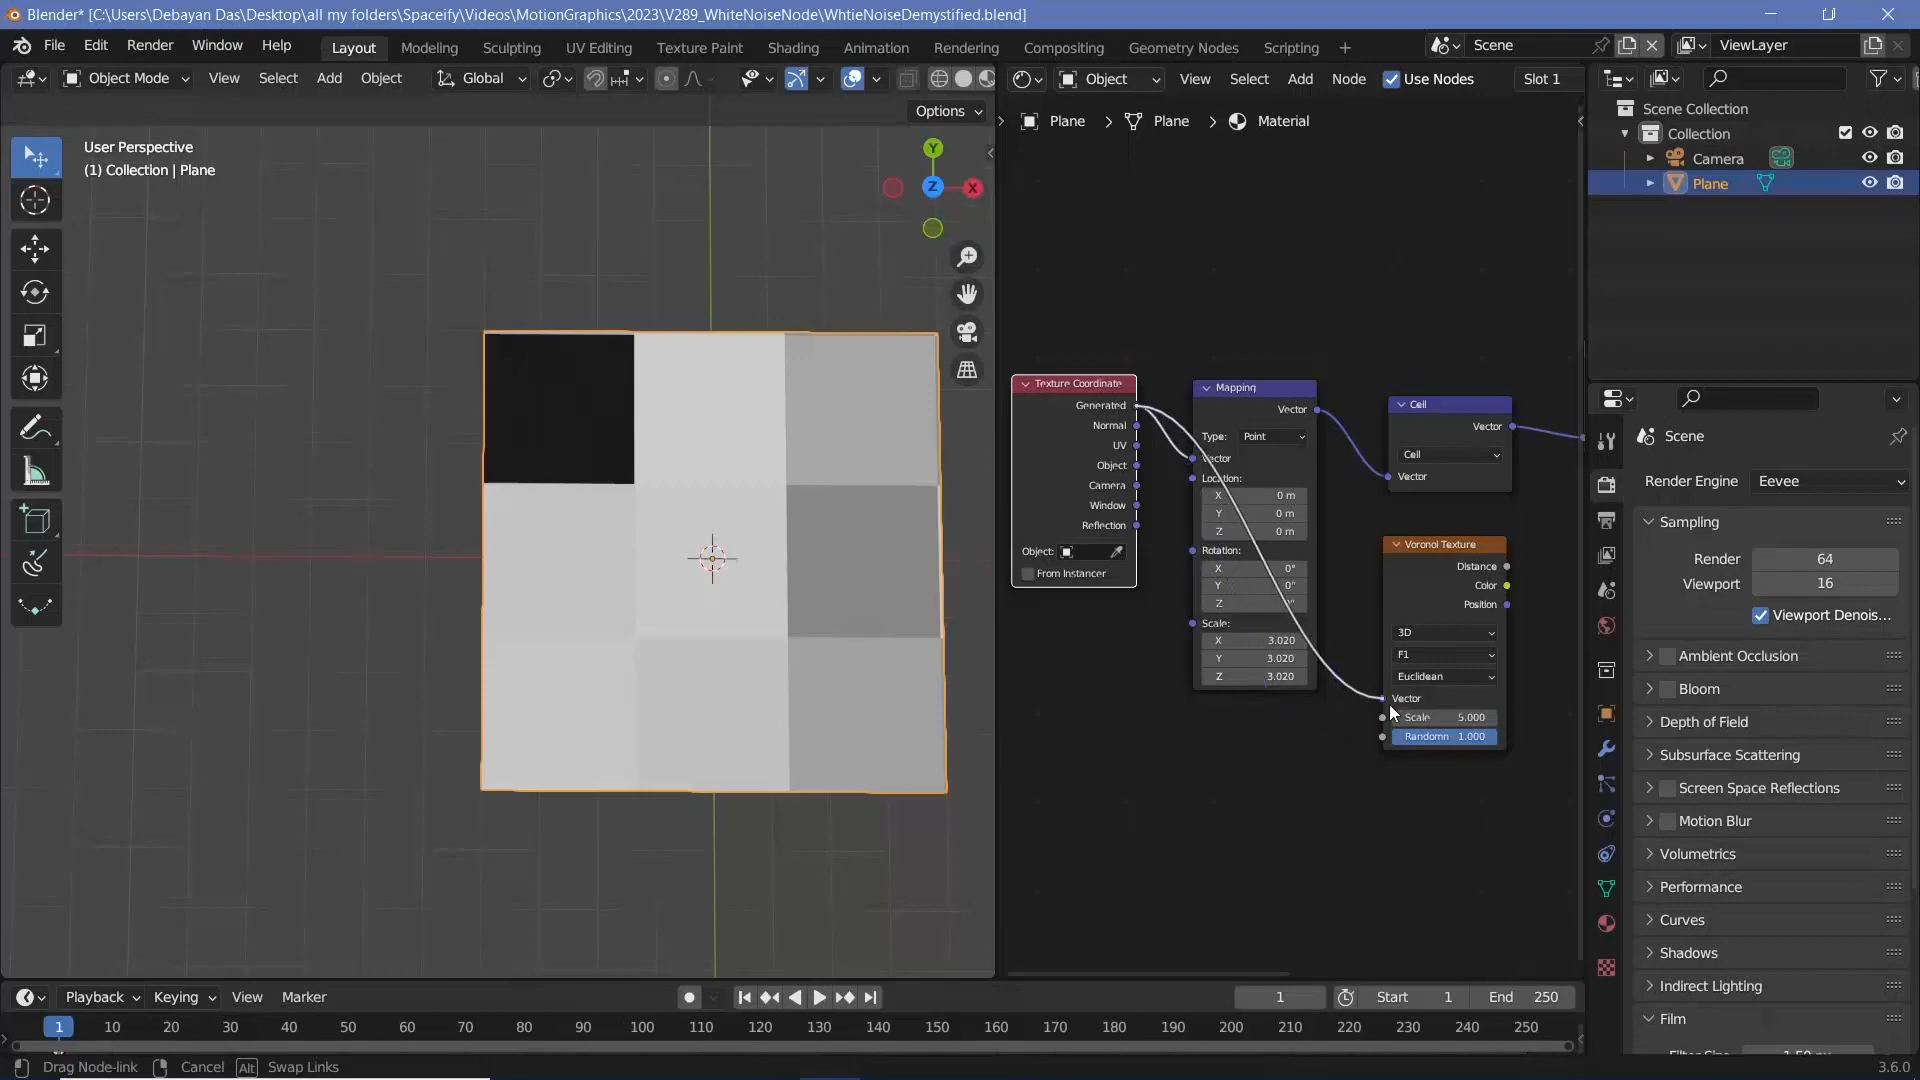 Blender* [C:\Users\Debayan Das\Desktop\all my folders\Spaceify\Videos\MotionGraphics\2023\V289_WhiteNoiseNode\WhtieNoiseDemystified.blend]
File Edit Render Window Help Layout Modeling Sculpting UV Editing Texture Paint Shading Animation Rendering Compositing Geometry Nodes Scripting + Scene ViewLayer
Object Mode View Select Add Object Global Object View Select Add Node Use Nodes Slot 1
Options
Plane > Plane > Material
User Perspective
(1) Collection | Plane
Y
Z X
Scene Collection
Collection
Camera
Plane
Texture Coordinate
Generated
Normal
UV
Object
Camera
Window
Reflection
Object:
From Instancer
Mapping
Vector
Type: Point
Vector
Location:
X 0 m
Y 0 m
Z 0 m
Rotation:
X 0°
Y 0°
Z
Scale:
X 3.020
Y 3.020
Z 3.020
Ceil
Vector
Ceil
Vector
Voronoi Texture
Distance
Color
Position
3D
F1
Euclidean
Vector
Scale 5.000
Randomn 1.000
Scene
Render Engine Eevee
Sampling
Render 64
Viewport 16
Viewport Denois...
Ambient Occlusion
Bloom
Depth of Field
Subsurface Scattering
Screen Space Reflections
Motion Blur
Volumetrics
Performance
Curves
Shadows
Indirect Lighting
Film
Playback Keying View Marker 1 Start 1 End 250
1 10 20 30 40 50 60 70 80 90 100 110 120 130 140 150 160 170 180 190 200 210 220 230 240 250
Drag Node-link Cancel Alt Swap Links 3.6.0